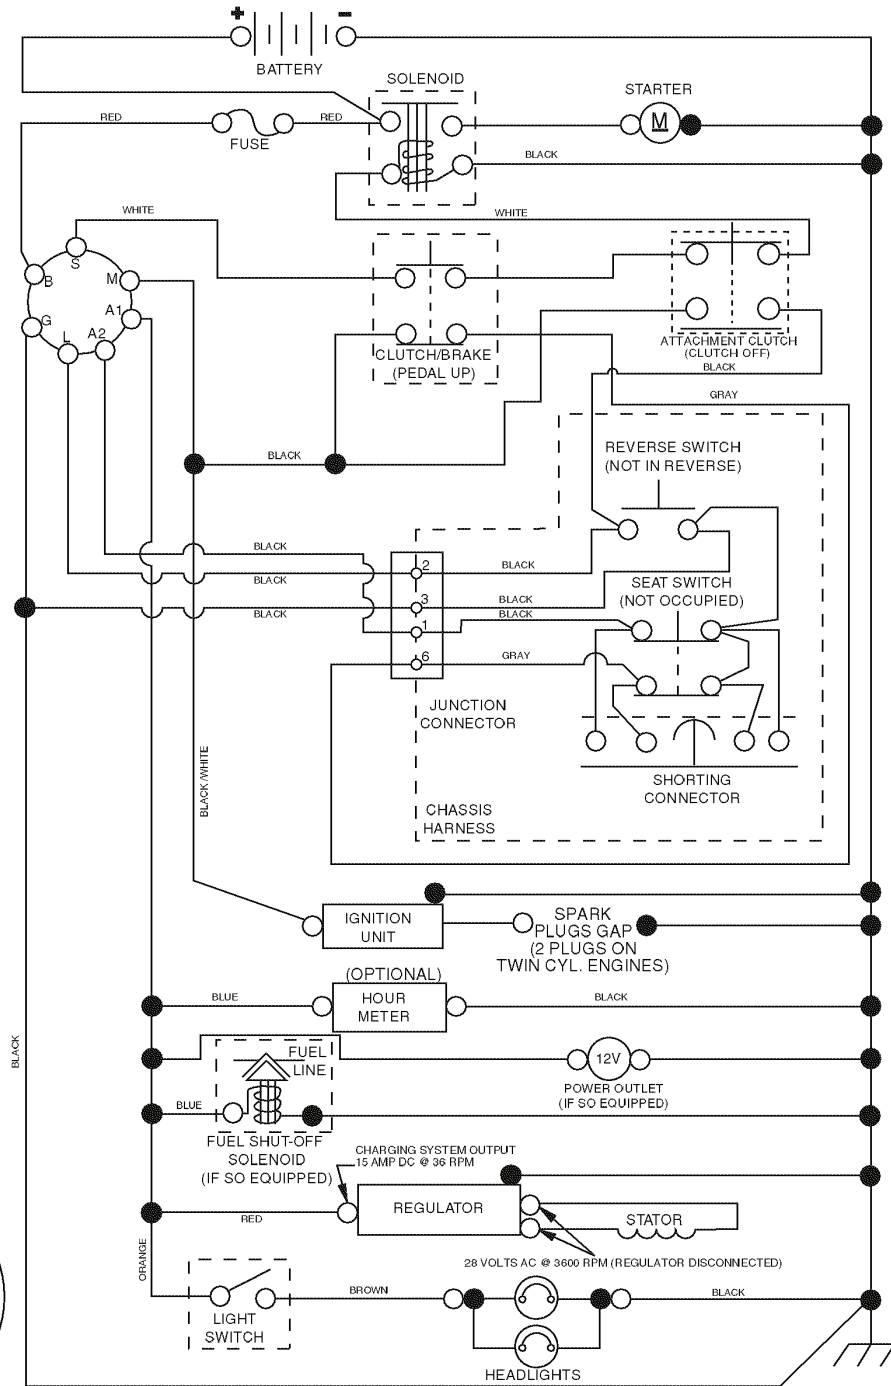 + -
BATTERY
SOLENOID
STARTER
RED
RED
M
FUSE
BLACK
WHITE
WHITE
S
B
M
A1
G
A2
L
CLUTCH/BRAKE
(PEDAL UP)
ATTACHMENT CLUTCH
(CLUTCH OFF)
BLACK
GRAY
BLACK
REVERSE SWITCH
(NOT IN REVERSE)
BLACK
2
BLACK
BLACK
SEAT SWITCH
(NOT OCCUPIED)
3
BLACK
BLACK
BLACK
1
6
GRAY
JUNCTION
CONNECTOR
SHORTING
CONNECTOR
BLACK/WHITE
CHASSIS
HARNESS
IGNITION
UNIT
SPARK
PLUGS GAP
(2 PLUGS ON
TWIN CYL. ENGINES)
(OPTIONAL)
BLUE
HOUR
METER
BLACK
BLACK
FUEL
LINE
12V
POWER OUTLET
(IF SO EQUIPPED)
BLUE
FUEL SHUT-OFF
SOLENOID
(IF SO EQUIPPED)
CHARGING SYSTEM OUTPUT
15 AMP DC @ 36 RPM
REGULATOR
RED
STATOR
ORANGE
28 VOLTS AC @ 3600 RPM (REGULATOR DISCONNECTED)
BROWN
BLACK
LIGHT
SWITCH
HEADLIGHTS